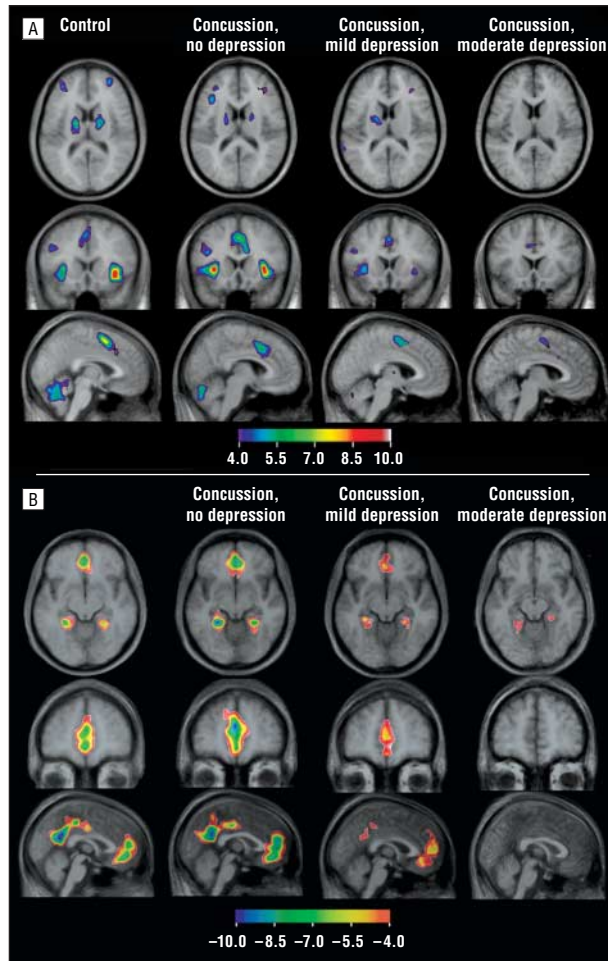 A
Control
Concussion,
no depression
Concussion,
mild depression
Concussion,
moderate depression
4.0 5.5 7.0 8.5 10.0
B
Concussion,
no depression
Concussion,
mild depression
Concussion,
moderate depression
−10.0 −8.5 −7.0 −5.5 −4.0